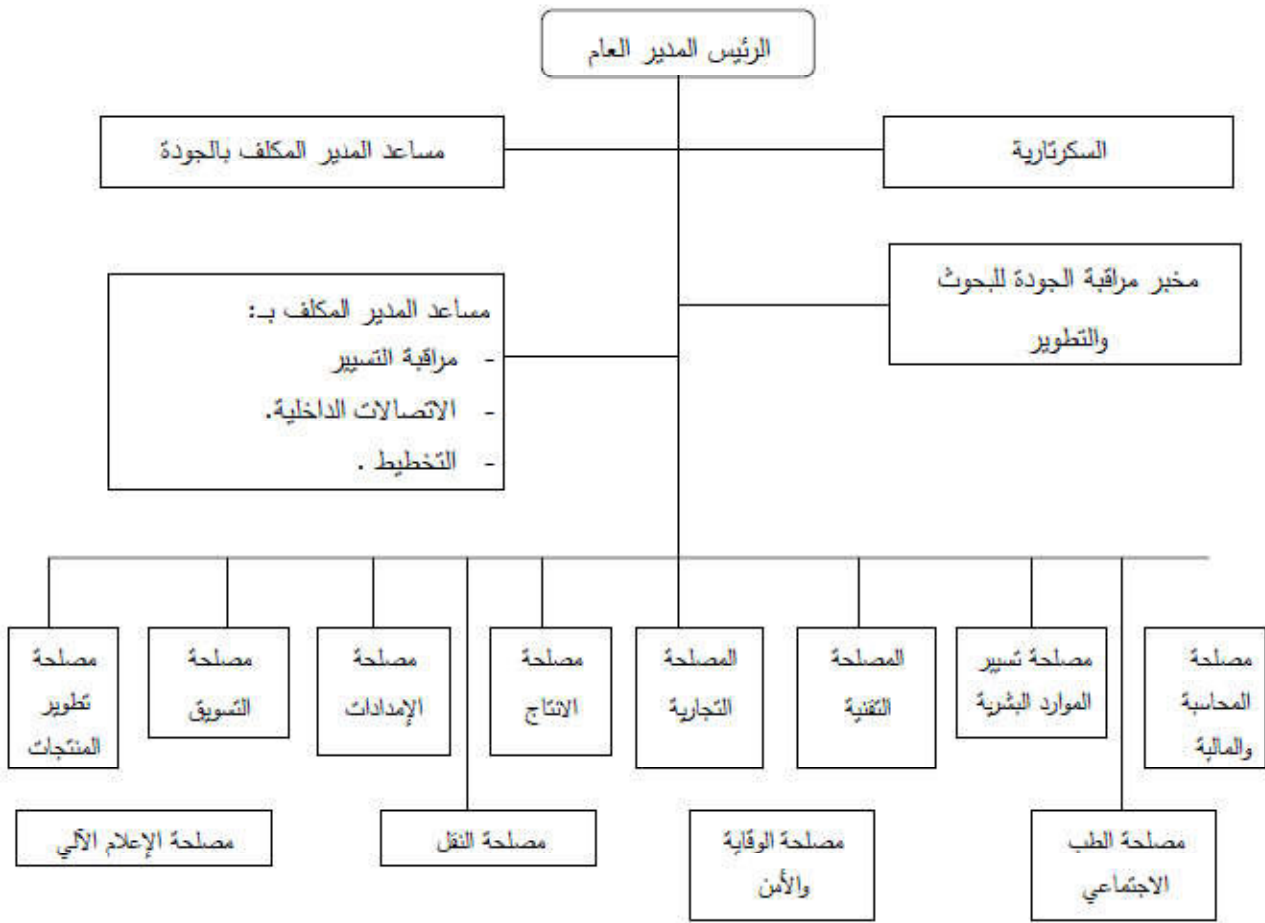 الرئيس المدير العام
السكرتارية
مساعد المدير المكلف بالجودة
مخبر مراقبة الجودة للبحوث
والتطوير
مساعد المدير المكلف بـ:
- مراقبة التسيير
- الاتصالات الداخلية.
- التخطيط .
مصلحة
المحاسبة
والمالية
مصلحة تسيير
الموارد البشرية
المصلحة
التقنية
المصلحة
التجارية
مصلحة
الانتاج
مصلحة
الإمدادات
مصلحة
التسويق
مصلحة
تطوير
المنتجات
مصلحة الطب
الاجتماعي
مصلحة الوقاية
والأمن
مصلحة النقل
مصلحة الإعلام الآلي